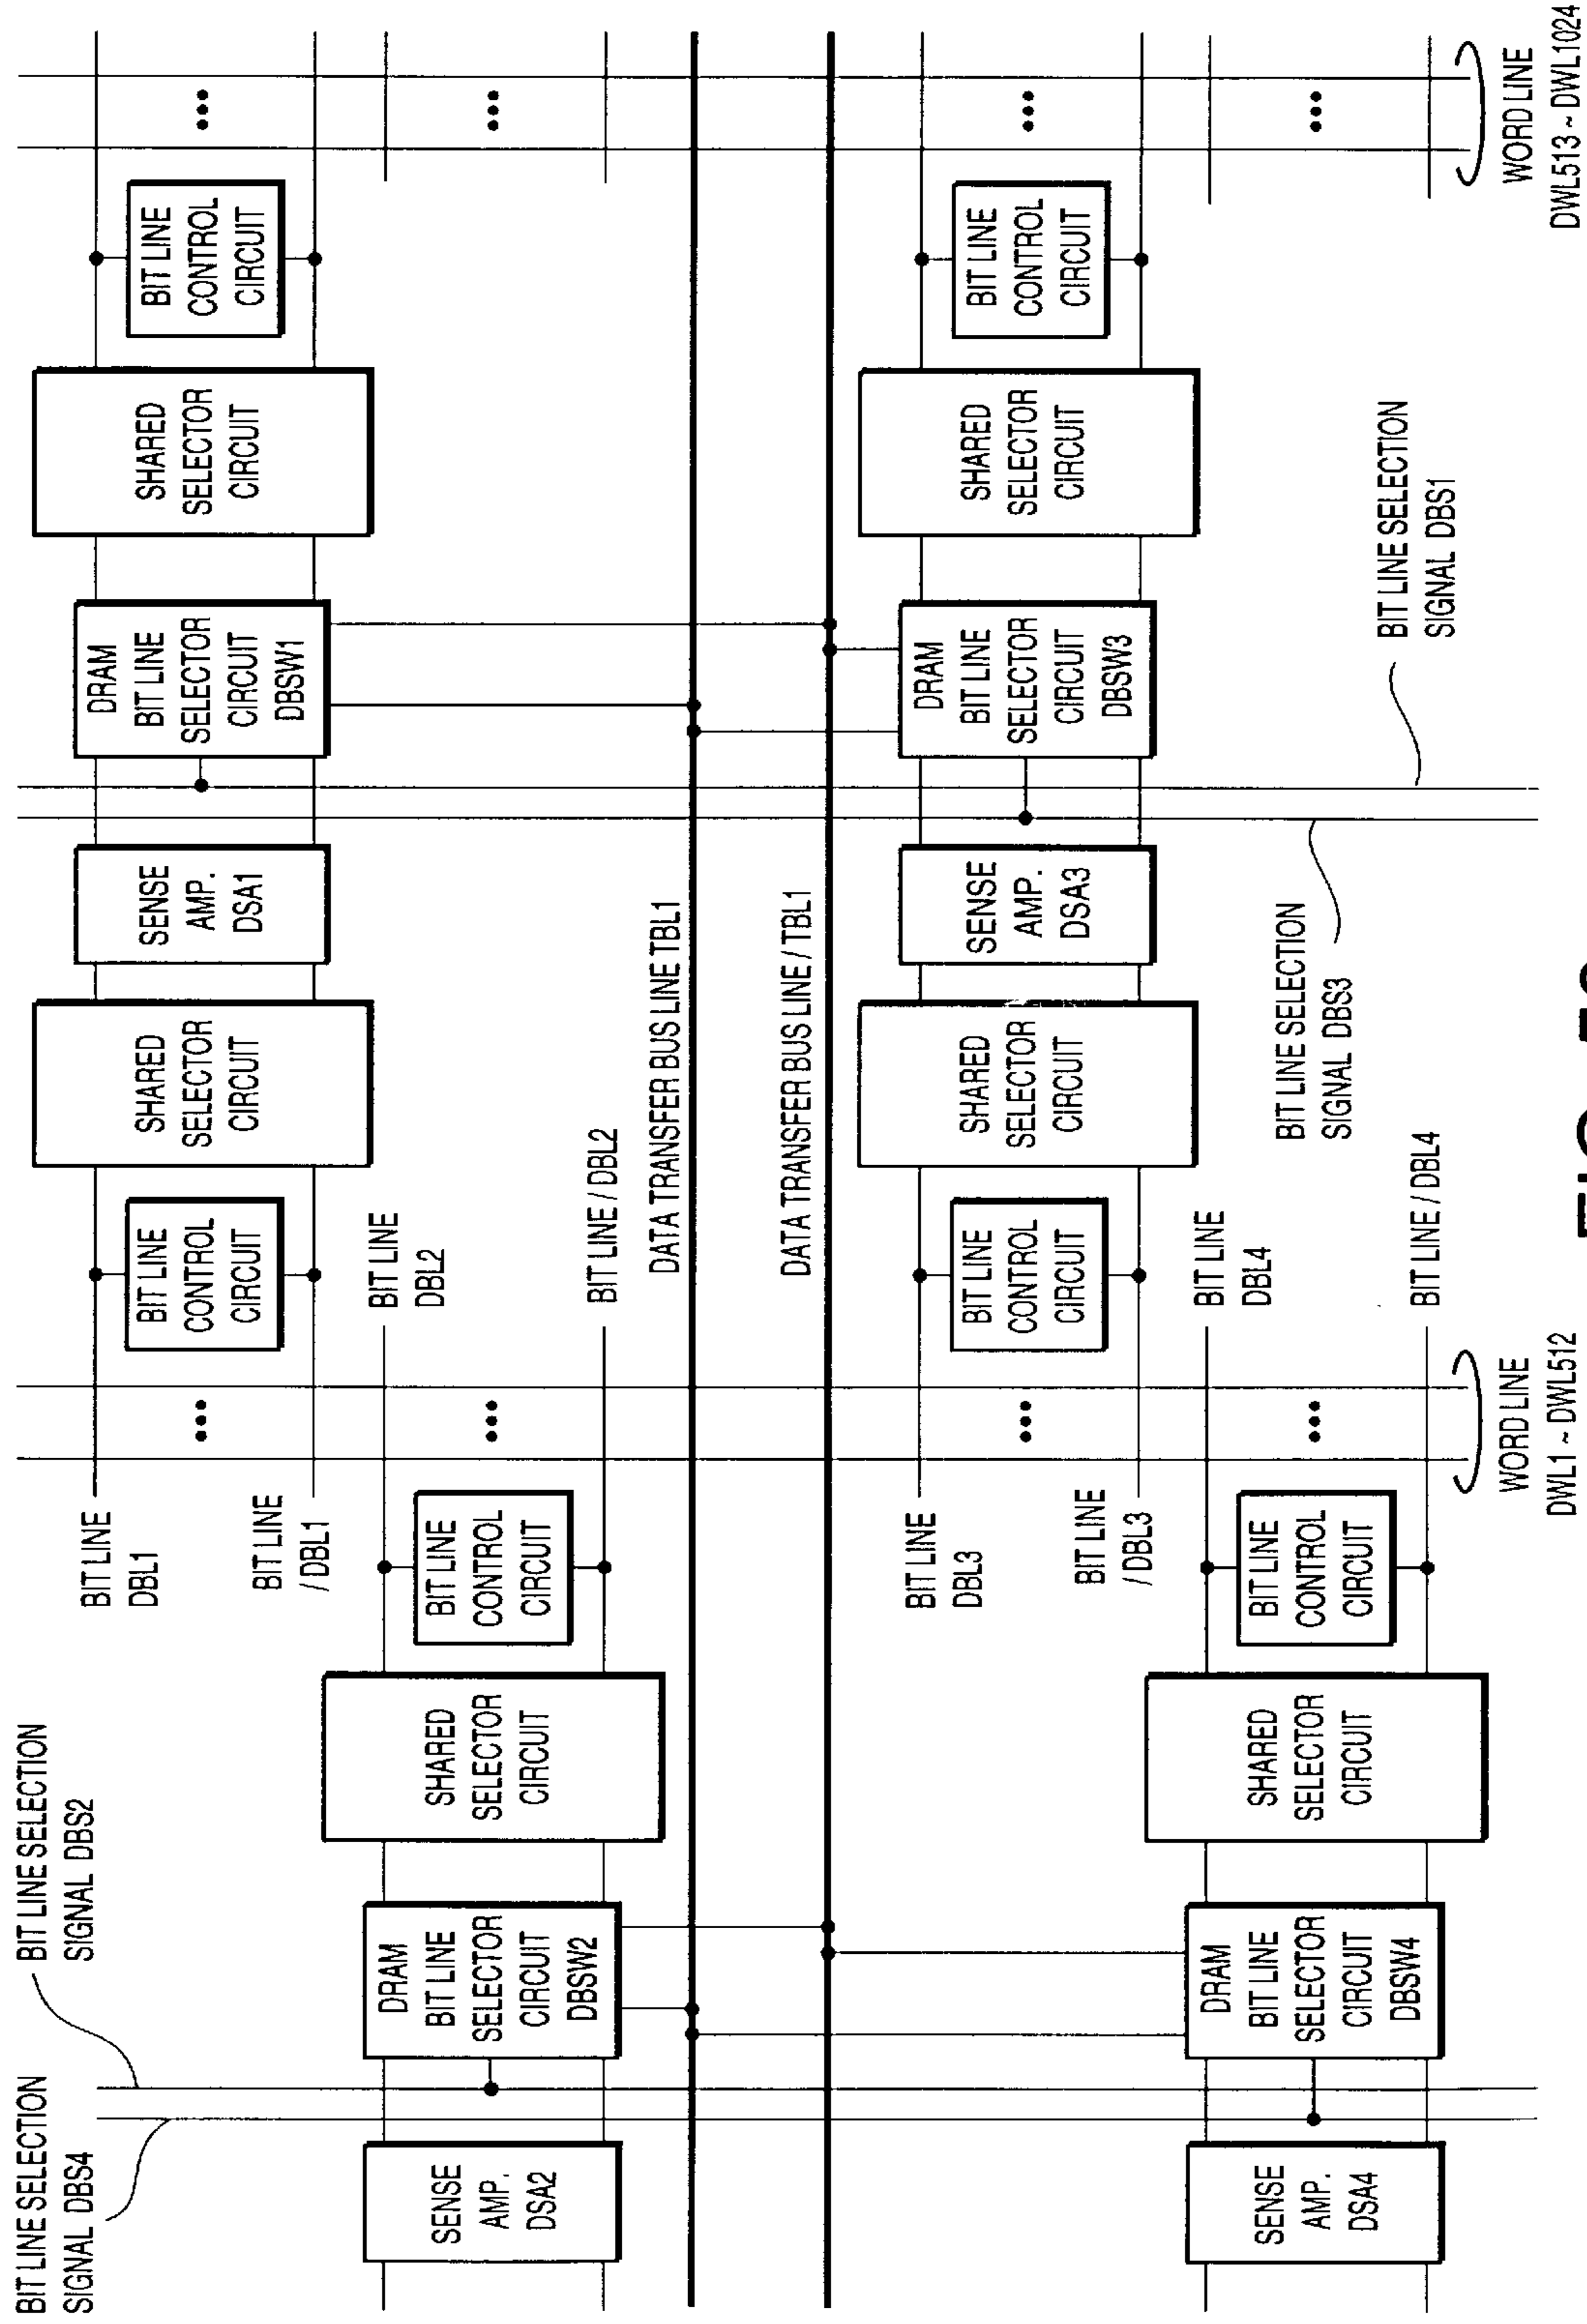 BIT LINE SELECTION
SIGNAL DBS4
BIT LINE SELECTION
SIGNAL DBS2
BIT LINE
DBL1
BIT LINE
/ DBL1
BIT LINE
CONTROL
CIRCUIT
SHARED
SELECTOR
CIRCUIT
SENSE
AMP.
DSA1
DRAM
BIT LINE
SELECTOR
CIRCUIT
DBSW1
SHARED
SELECTOR
CIRCUIT
BIT LINE
CONTROL
CIRCUIT
•••
•••
SENSE
AMP.
DSA2
DRAM
BIT LINE
SELECTOR
CIRCUIT
DBSW2
SHARED
SELECTOR
CIRCUIT
BIT LINE
CONTROL
CIRCUIT
•••
BIT LINE
DBL2
BIT LINE / DBL2
•••
DATA TRANSFER BUS LINE TBL1
DATA TRANSFER BUS LINE / TBL1
BIT LINE
DBL3
BIT LINE
/ DBL3
BIT LINE
CONTROL
CIRCUIT
SHARED
SELECTOR
CIRCUIT
SENSE
AMP.
DSA3
DRAM
BIT LINE
SELECTOR
CIRCUIT
DBSW3
SHARED
SELECTOR
CIRCUIT
BIT LINE
CONTROL
CIRCUIT
•••
•••
SENSE
AMP.
DSA4
DRAM
BIT LINE
SELECTOR
CIRCUIT
DBSW4
SHARED
SELECTOR
CIRCUIT
BIT LINE
CONTROL
CIRCUIT
•••
BIT LINE
DBL4
BIT LINE / DBL4
•••
BIT LINE SELECTION
SIGNAL DBS3
BIT LINE SELECTION
SIGNAL DBS1
WORD LINE
DWL1 ~ DWL512
WORD LINE
DWL513 ~ DWL1024